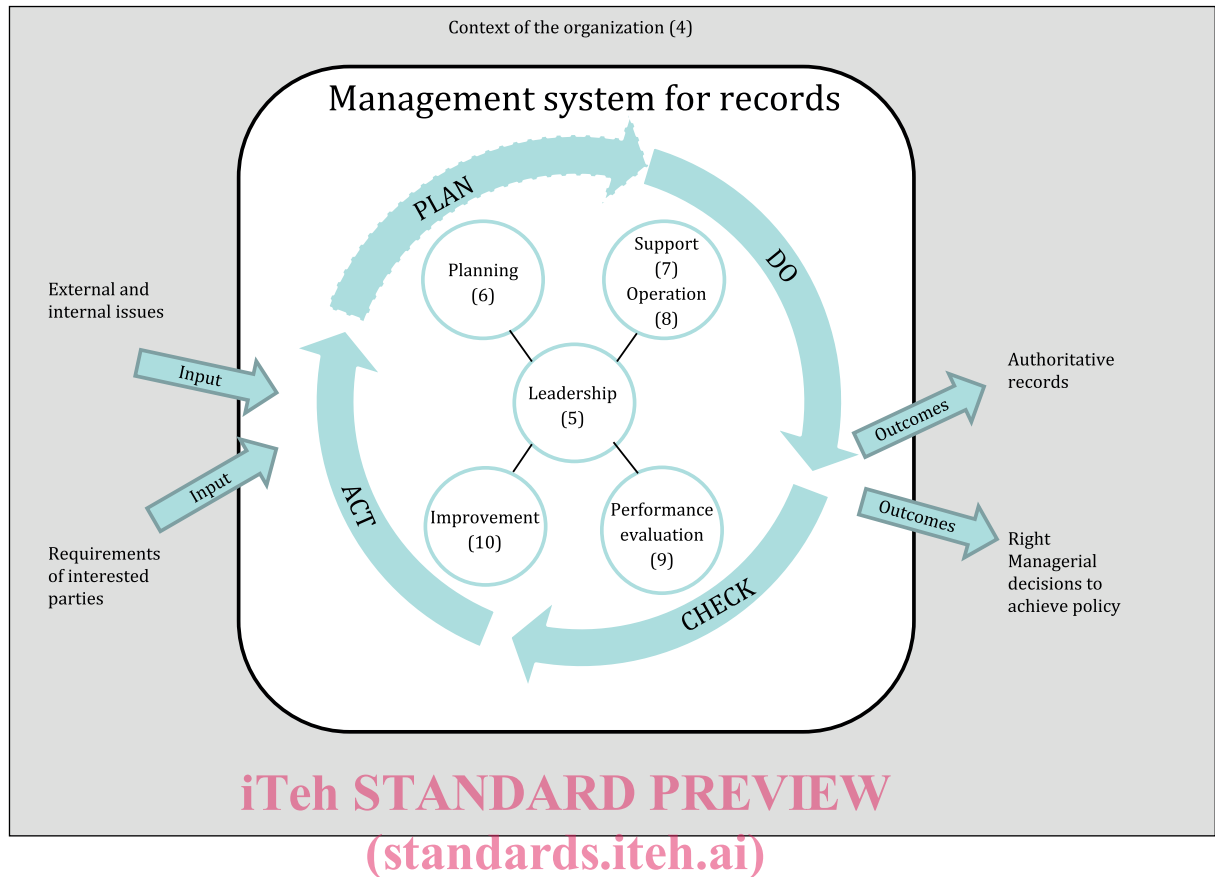 Context of the organization (4)
Management system for records
PLAN
DO
CHECK
ACT
Planning
(6)
Support
(7)
Operation
(8)
Leadership
(5)
Improvement
(10)
Performance
evaluation
(9)
External and
internal issues
Input
Input
Requirements
of interested
parties
Authoritative
records
Outcomes
Outcomes
Right
Managerial
decisions to
achieve policy
iTeh STANDARD PREVIEW
(standards.iteh.ai)